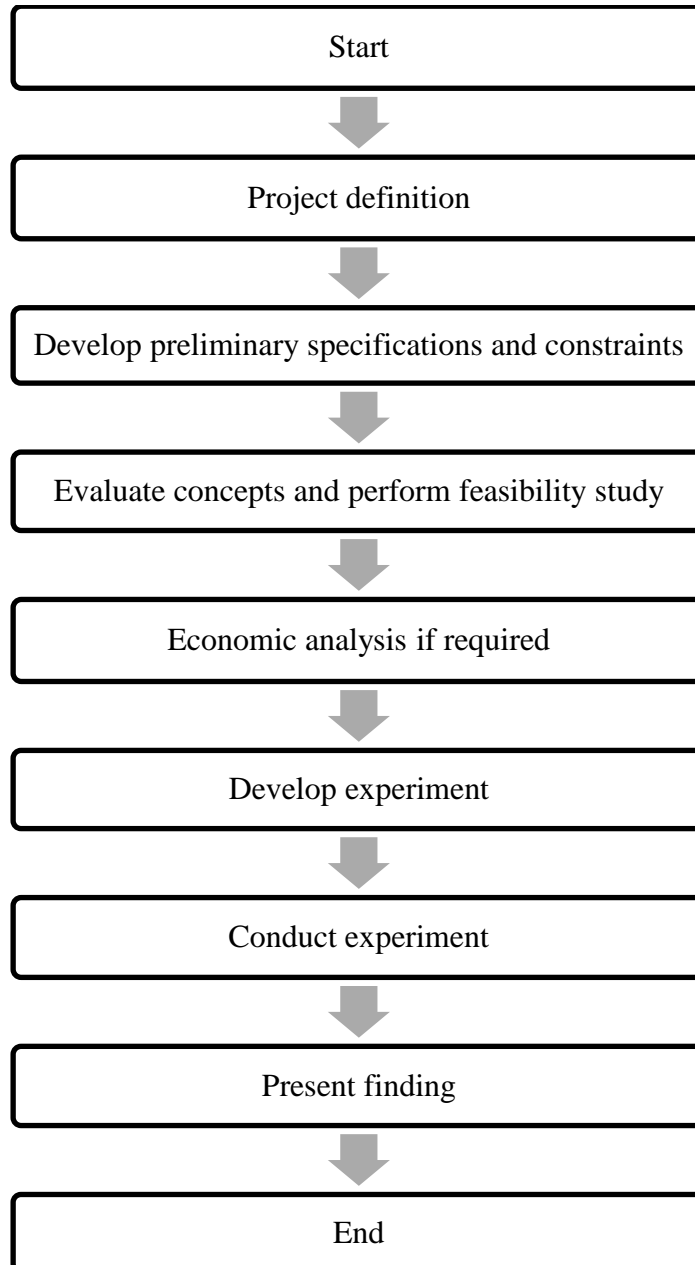 Start
Project definition
Develop preliminary specifications and constraints
Evaluate concepts and perform feasibility study
Economic analysis if required
Develop experiment
Conduct experiment
Present finding
End